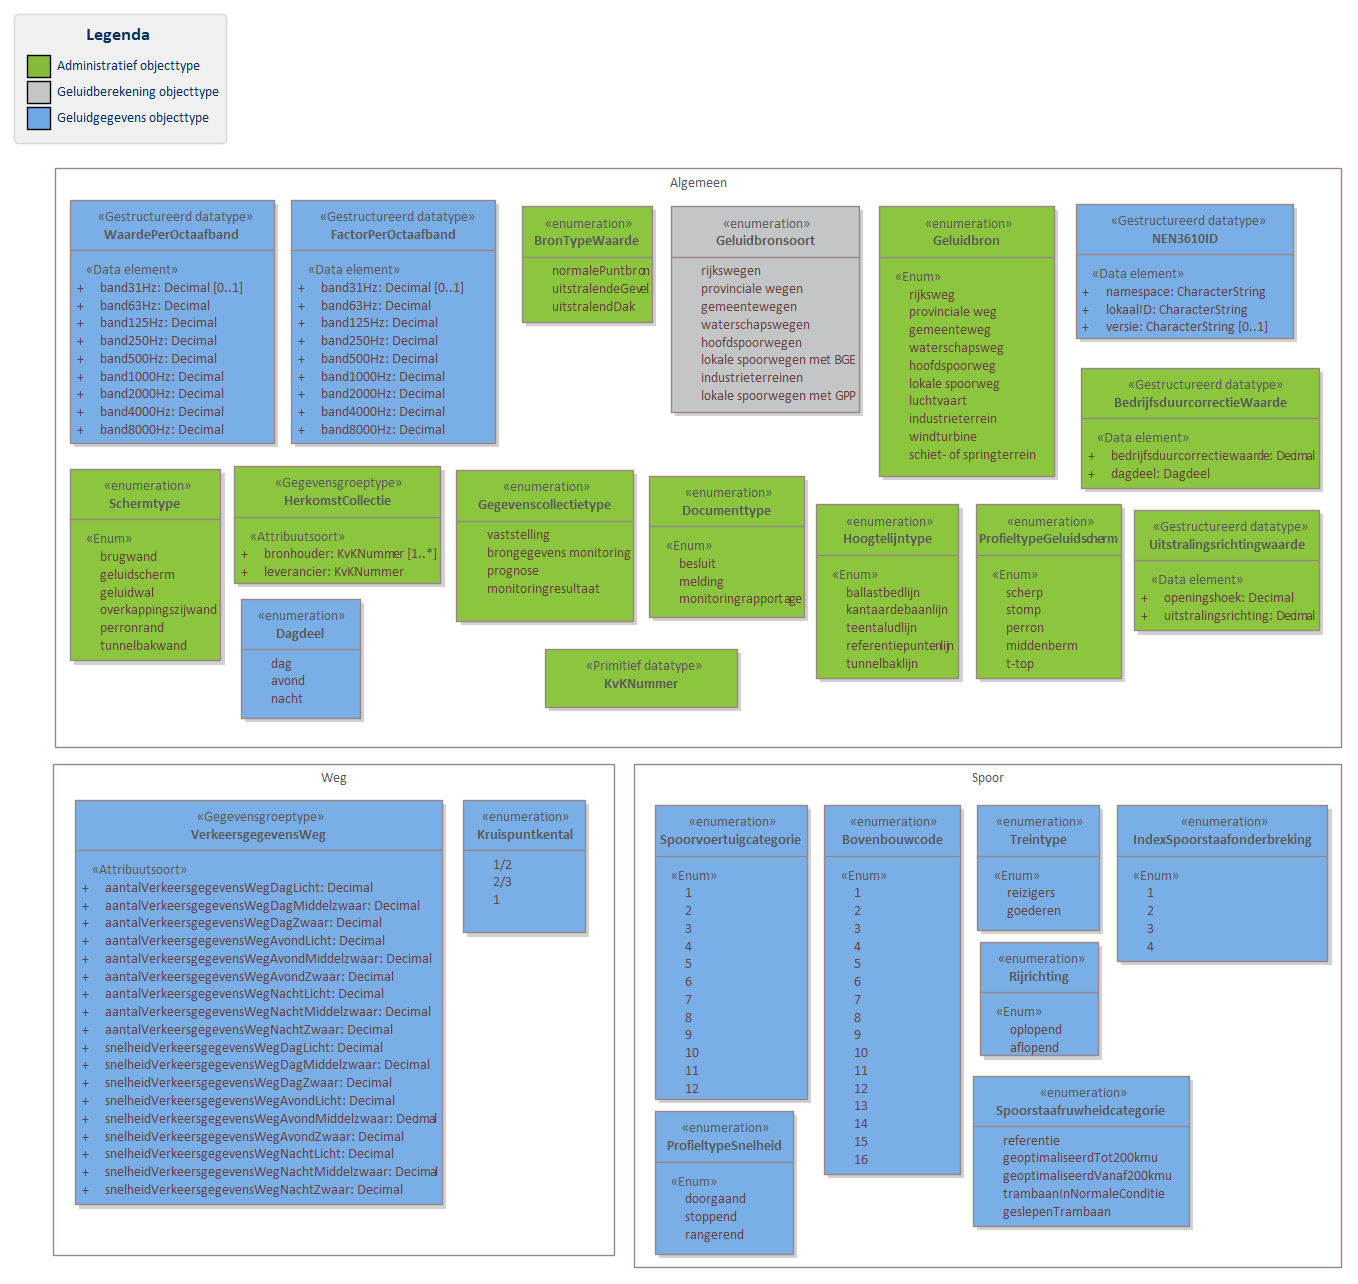 Legenda
Administratief objecttype
Geluidberekening objecttype
Geluidgegevens objecttype
Algemeen
«Gestructureerd datatype»
WaardePerOctaafband
«Data element»
+ band31Hz: Decimal [0..1]
+ band63Hz: Decimal
+ band125Hz: Decimal
+ band250Hz: Decimal
+ band500Hz: Decimal
+ band1000Hz: Decimal
+ band2000Hz: Decimal
+ band4000Hz: Decimal
+ band8000Hz: Decimal
«Gestructureerd datatype»
FactorPerOctaafband
«Data element»
+ band31Hz: Decimal [0..1]
+ band63Hz: Decimal
+ band125Hz: Decimal
+ band250Hz: Decimal
+ band500Hz: Decimal
+ band1000Hz: Decimal
+ band2000Hz: Decimal
+ band4000Hz: Decimal
+ band8000Hz: Decimal
«enumeration»
BronTypeWaarde
normalePuntbron
uitstralendeGevel
uitstralendDak
«enumeration»
Geluidbronsoort
rijkswegen
provinciale wegen
gemeentewegen
waterschapswegen
hoofdspoorwegen
lokale spoorwegen met BGE
industrieterreinen
lokale spoorwegen met GPP
«enumeration»
Geluidbron
«Enum»
rijksweg
provinciale weg
gemeenteweg
waterschapsweg
hoofdspoorweg
lokale spoorweg
luchtvaart
industrieterrein
windturbine
schiet- of springterrein
«Gestructureerd datatype»
NEN3610ID
«Data element»
+ namespace: CharacterString
+ lokaalID: CharacterString
+ versie: CharacterString [0..1]
«Gestructureerd datatype»
BedrijfsduurcorrectieWaarde
«Data element»
+ bedrijfsduurcorrectiewaarde: Decimal
+ dagdeel: Dagdeel
«enumeration»
Schermtype
«Enum»
brugwand
geluidscherm
geluidwal
overkappingszijwand
perronrand
tunnelbakwand
«Gegevensgroeptype»
HerkomstCollectie
«Attribuutsoort»
+ bronhouder: KvKNummer [1..*]
+ leverancier: KvKNummer
«enumeration»
Gegevenscollectietype
vaststelling
brongegevens monitoring
prognose
monitoringresultaat
«enumeration»
Documenttype
«Enum»
besluit
melding
monitoringrapportage
«enumeration»
Hoogtelijntype
«Enum»
ballastbedlijn
kantaardebaanlijn
teentaludlijn
referentiepuntenlijn
tunnelbaklijn
«enumeration»
ProfieltypeGeluidscherm
«Enum»
scherp
stomp
perron
middenberm
t-top
«Gestructureerd datatype»
Uitstralingsrichtingwaarde
«Data element»
+ openingshoek: Decimal
+ uitstralingsrichting: Decimal
«enumeration»
Dagdeel
dag
avond
nacht
«Primitief datatype»
KvKNummer
Weg
«Gegevensgroeptype»
VerkeersgegevensWeg
«Attribuutsoort»
+ aantalVerkeersgegevensWegDagLicht: Decimal
+ aantalVerkeersgegevensWegDagMiddelzwaar: Decimal
+ aantalVerkeersgegevensWegDagZwaar: Decimal
+ aantalVerkeersgegevensWegAvondLicht: Decimal
+ aantalVerkeersgegevensWegAvondMiddelzwaar: Decimal
+ aantalVerkeersgegevensWegAvondZwaar: Decimal
+ aantalVerkeersgegevensWegNachtLicht: Decimal
+ aantalVerkeersgegevensWegNachtMiddelzwaar: Decimal
+ aantalVerkeersgegevensWegNachtZwaar: Decimal
+ snelheidVerkeersgegevensWegDagLicht: Decimal
+ snelheidVerkeersgegevensWegDagMiddelzwaar: Decimal
+ snelheidVerkeersgegevensWegDagZwaar: Decimal
+ snelheidVerkeersgegevensWegAvondLicht: Decimal
+ snelheidVerkeersgegevensWegAvondMiddelzwaar: Decimal
+ snelheidVerkeersgegevensWegAvondZwaar: Decimal
+ snelheidVerkeersgegevensWegNachtLicht: Decimal
+ snelheidVerkeersgegevensWegNachtMiddelzwaar: Decimal
+ snelheidVerkeersgegevensWegNachtZwaar: Decimal
«enumeration»
Kruispuntkental
1/2
2/3
1
Spoor
«enumeration»
Spoorvoertuigcategorie
«Enum»
1
2
3
4
5
6
7
8
9
10
11
12
«enumeration»
Bovenbouwcode
«Enum»
1
2
3
4
5
6
7
8
9
10
11
12
13
14
15
16
«enumeration»
Treintype
«Enum»
reizigers
goederen
«enumeration»
IndexSpoorstaafonderbreking
«Enum»
1
2
3
4
«enumeration»
Rijrichting
«Enum»
oplopend
aflopend
«enumeration»
Spoorstaafruwheidcategorie
referentie
geoptimaliseerdTot200kmu
geoptimaliseerdVanaf200kmu
trambaanInNormaleConditie
geslepenTrambaan
«enumeration»
ProfieltypeSnelheid
«Enum»
doorgaand
stoppend
rangerend